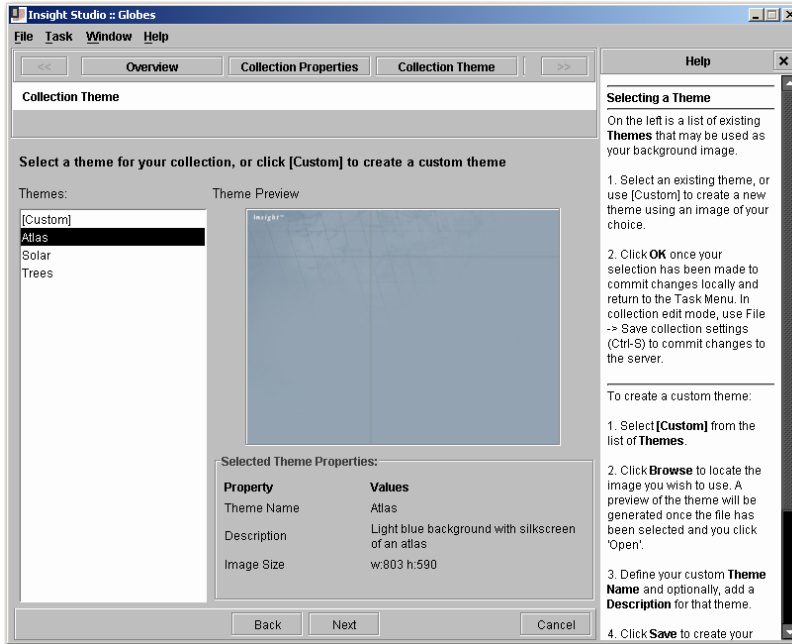 Insight Studio :: Globes
File Task Window Help
<< Overview Collection Properties Collection Theme >>
Collection Theme
Select a theme for your collection, or click [Custom] to create a custom theme
Themes:
[Custom]
Atlas
Solar
Trees
Theme Preview
Insight™
Selected Theme Properties:
Property Values
Theme Name Atlas
Description Light blue background with silkscreen
of an atlas
Image Size w:803 h:590
Back Next Cancel
Help
Selecting a Theme
On the left is a list of existing
Themes that may be used as
your background image.
1. Select an existing theme, or
use [Custom] to create a new
theme using an image of your
choice.
2. Click OK once your
selection has been made to
commit changes locally and
return to the Task Menu. In
collection edit mode, use File
-> Save collection settings
(Ctrl-S) to commit changes to
the server.
To create a custom theme:
1. Select [Custom] from the
list of Themes.
2. Click Browse to locate the
image you wish to use. A
preview of the theme will be
generated once the file has
been selected and you click
'Open'.
3. Define your custom Theme
Name and optionally, add a
Description for that theme.
4. Click Save to create your